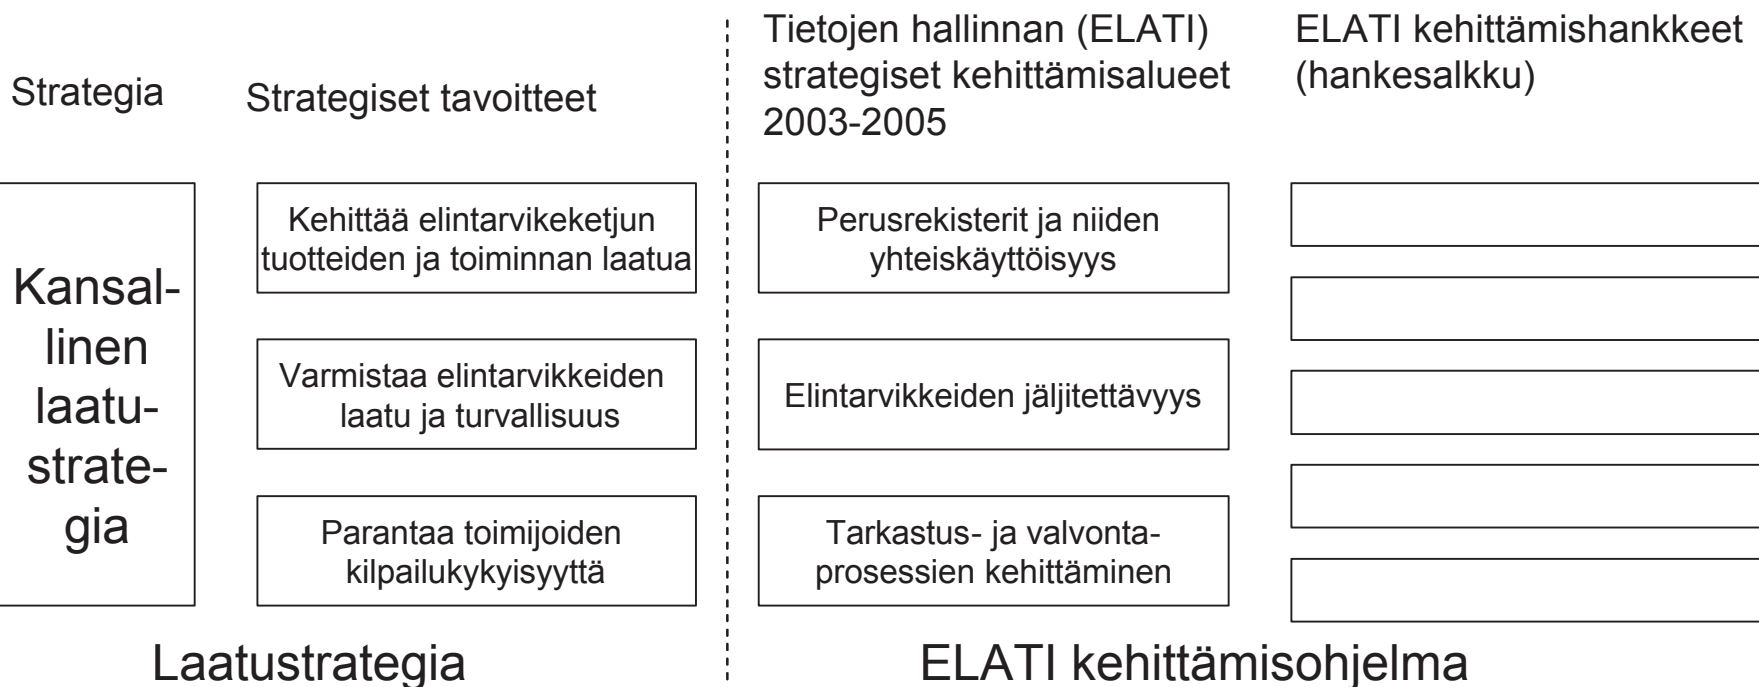 Strategia
Strategiset tavoitteet
Tietojen hallinnan (ELATI)
strategiset kehittämisalueet
2003-2005
ELATI kehittämishankkeet
(hankesalkku)
Kansal-
linen
laatu-
strate-
gia
Kehittää elintarvikeketjun
tuotteiden ja toiminnan laatua
Varmistaa elintarvikkeiden
laatu ja turvallisuus
Parantaa toimijoiden
kilpailukykyisyyttä
Perusrekisterit ja niiden
yhteiskäyttöisyys
Elintarvikkeiden jäljitettävyys
Tarkastus- ja valvonta-
prosessien kehittäminen
Laatustrategia
ELATI kehittämisohjelma